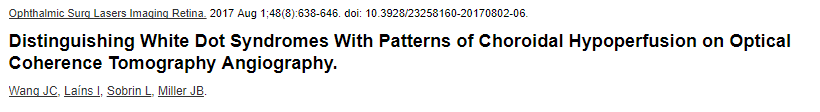 Ophthalmic Surg Lasers Imaging Retina. 2017 Aug 1;48(8):638-646. doi: 10.3928/23258160-20170802-06.
Distinguishing White Dot Syndromes With Patterns of Choroidal Hypoperfusion on Optical
Coherence Tomography Angiography.
Wang JC, Laíns I, Sobrin L, Miller JB.